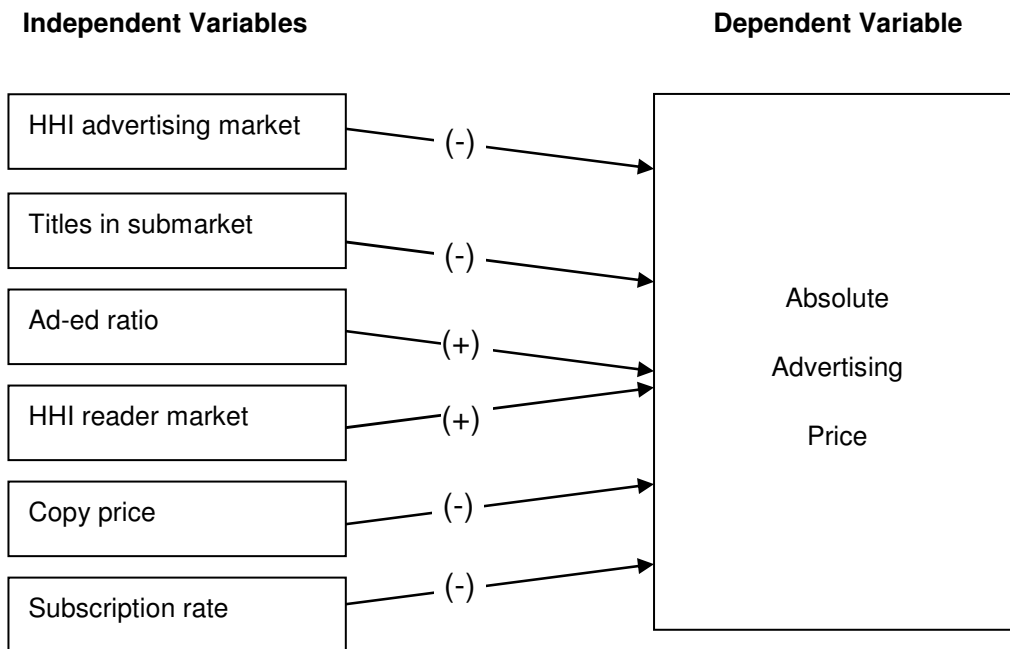 Independent Variables
Dependent Variable
HHI advertising market
(-)
Titles in submarket
(-)
Ad-ed ratio
(+)
HHI reader market
(+)
Copy price
(-)
Subscription rate
(-)
Absolute
Advertising
Price